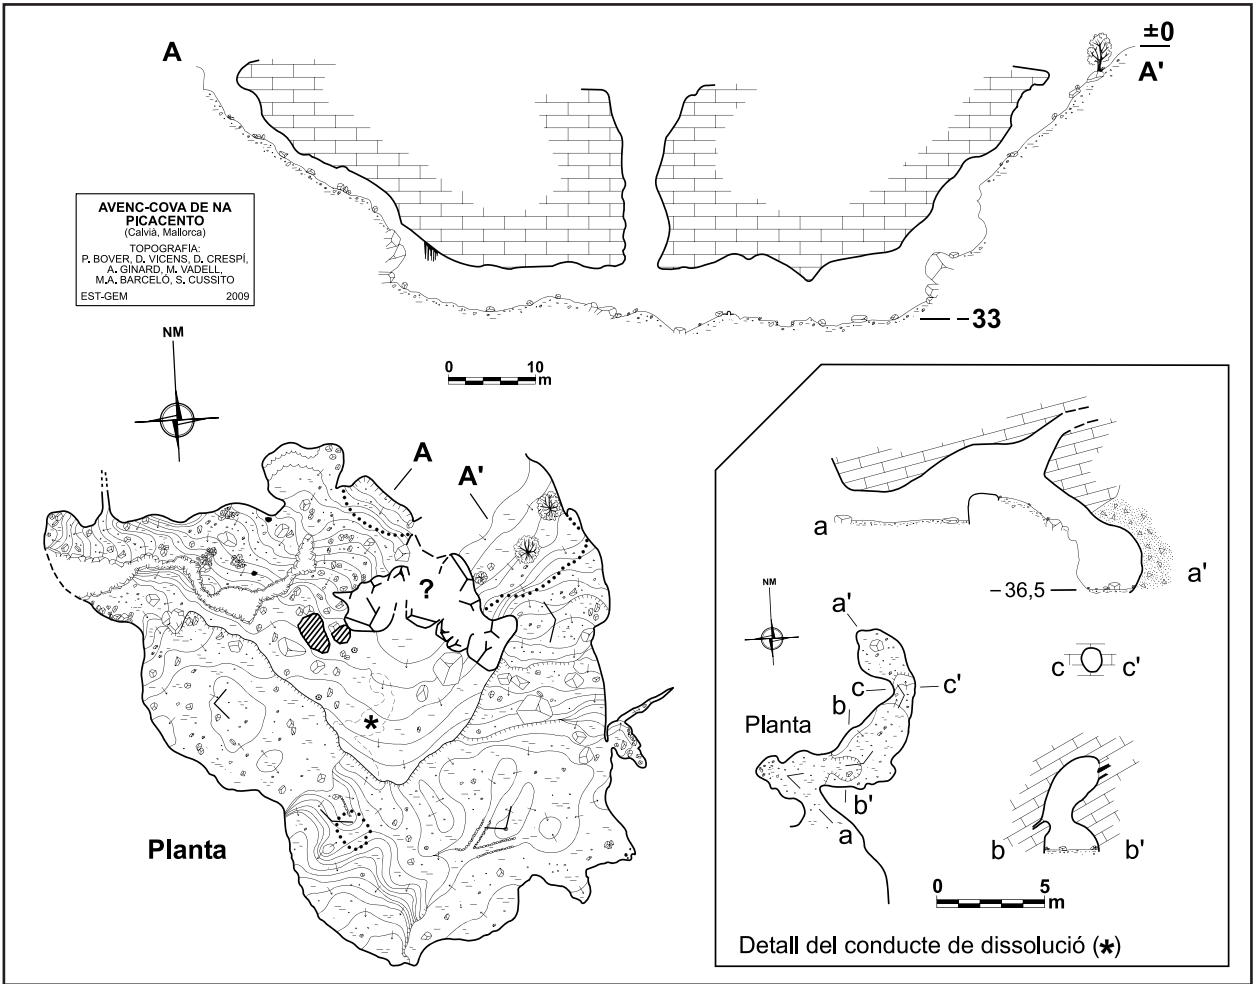 A
±0
A'
AVENC-COVA DE NA
PICACENTO
(Calvià, Mallorca)
TOPOGRAFIA:
P. BOVER, D. VICENS, D. CRESPÍ,
A. GINARD, M. VADELL,
M.A. BARCELÓ, S. CUSSITO
EST-GEM 2009
−33
NM
0 10
m
A
A'
?
*
Planta
a
a'
−36,5
NM
a'
c c'
b
Planta
b'
a
c c'
b b'
0 5
m
Detall del conducte de dissolució (*)